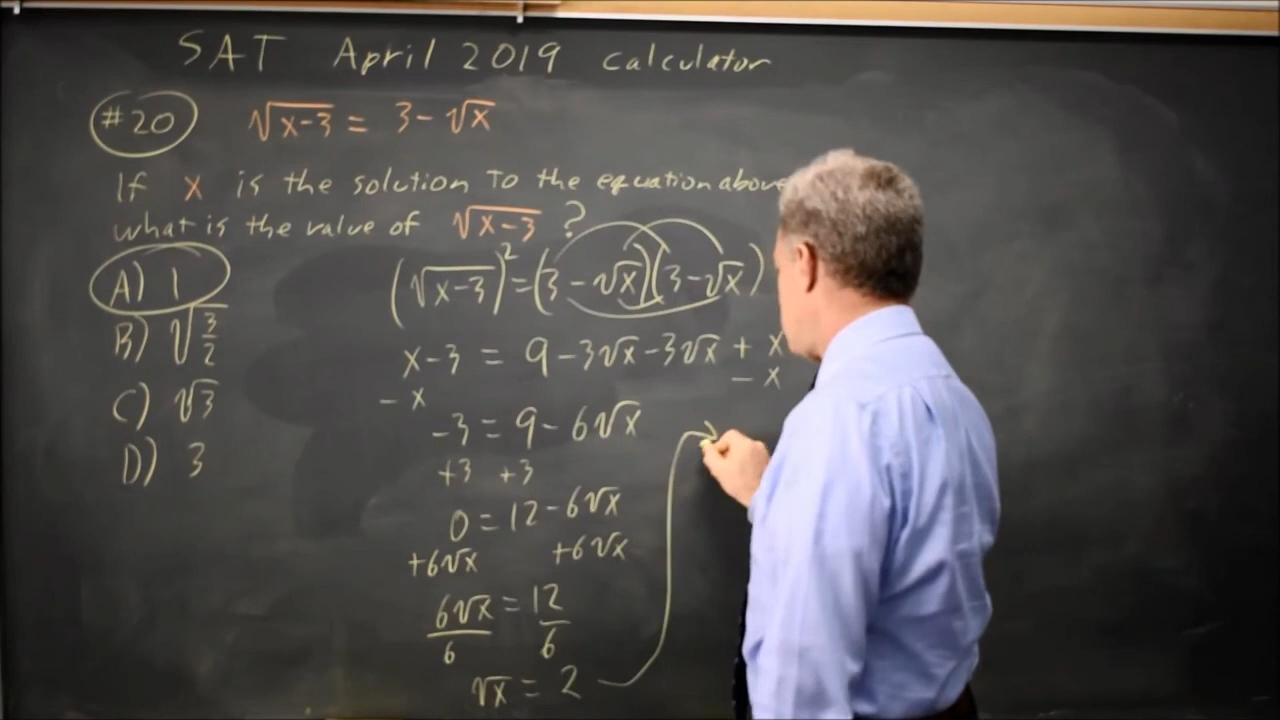 SAT April 2019 calculator
#20 √(x-3) = 3-√x
If x is the solution to the equation above
what is the value of √(x-3) ?
A) 1
B) √(3/2)
C) √3
D) 3
(√(x-3))² = (3-√x)(3-√x)
x-3 = 9-3√x-3√x+x
-x -x
-3 = 9-6√x
+3 +3
0 = 12-6√x
+6√x +6√x
6√x/6 = 12/6
√x = 2